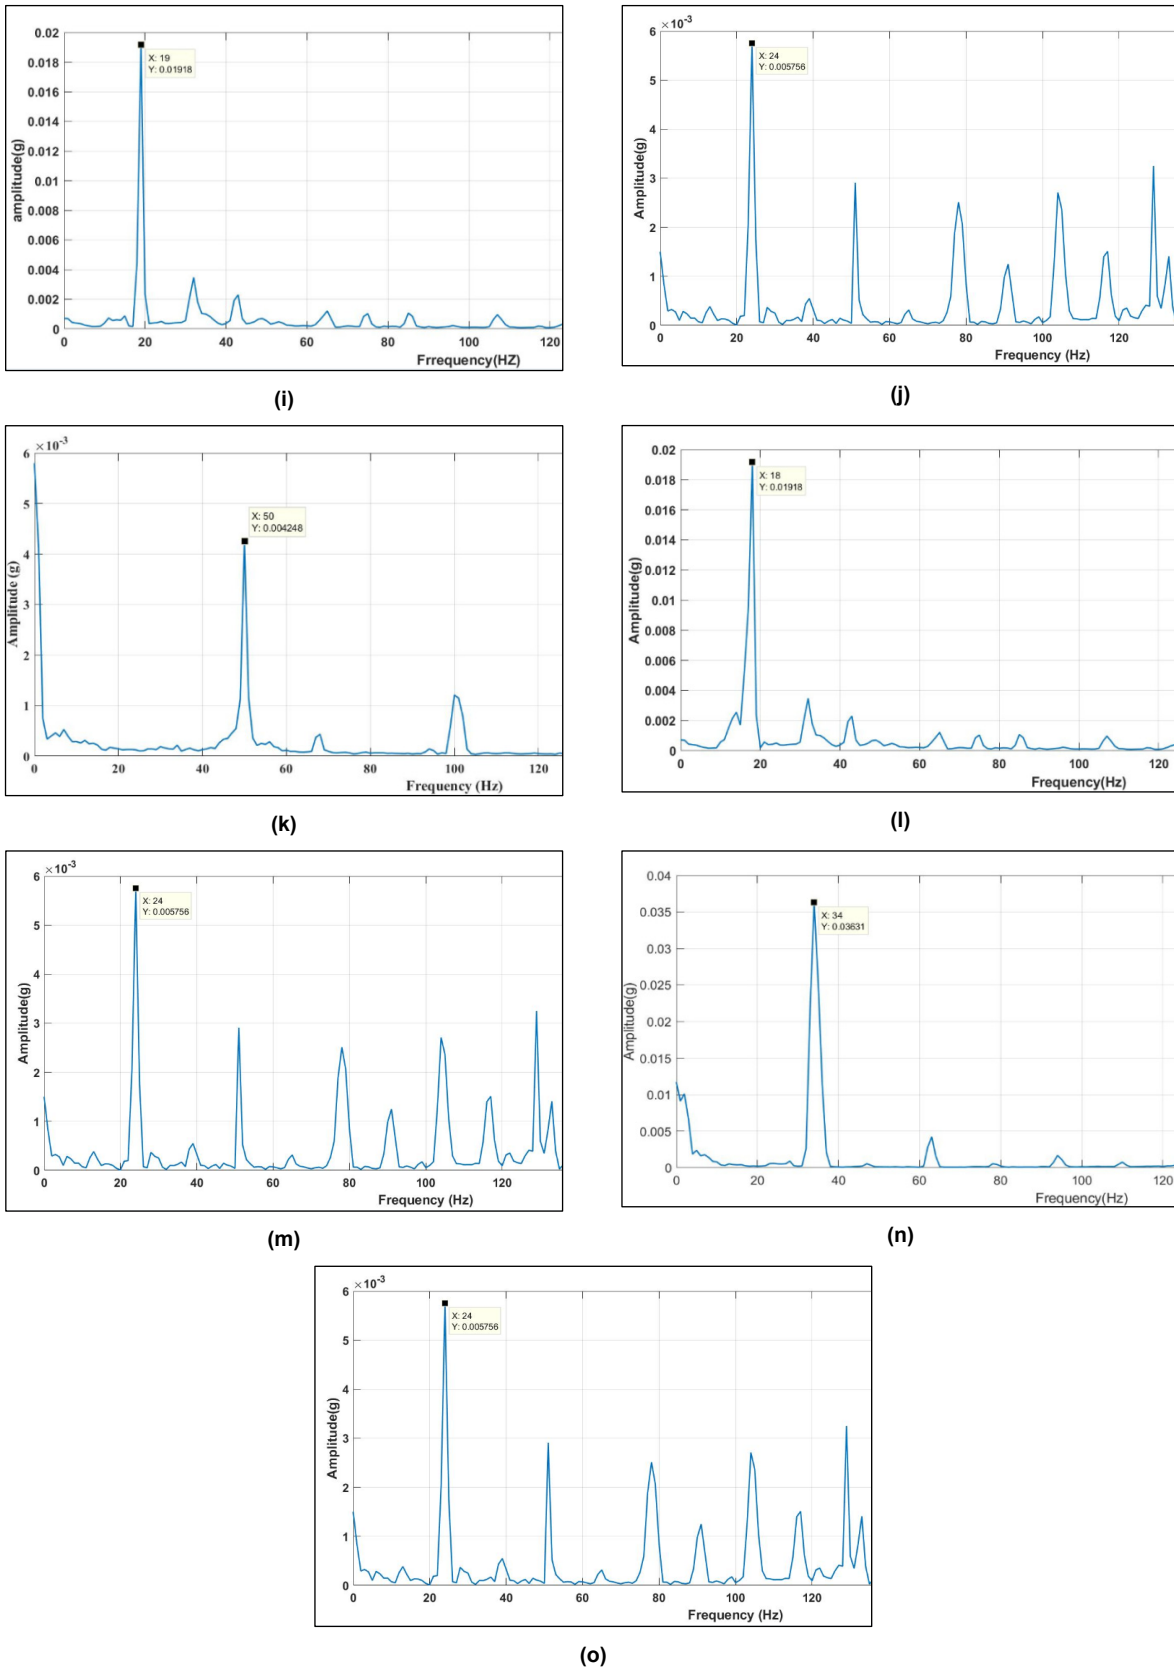 0.02
0.018
0.016
0.014
0.012
0.01
0.008
0.006
0.004
0.002
0
X: 19
Y: 0.01918
amplitude(g)
0 20 40 60 80 100 120
Frrequency(HZ)
(i)
×10-3
6
5
4
3
2
1
0
X: 24
Y: 0.005756
Amplitude(g)
0 20 40 60 80 100 120
Frequency (Hz)
(j)
×10-3
6
5
4
3
2
1
0
X: 50
Y: 0.004248
Amplitude (g)
0 20 40 60 80 100 120
Frequency (Hz)
(k)
0.02
0.018
0.016
0.014
0.012
0.01
0.008
0.006
0.004
0.002
0
X: 18
Y: 0.01918
Amplitude(g)
0 20 40 60 80 100 120
Frequency(Hz)
(l)
×10-3
6
5
4
3
2
1
0
X: 24
Y: 0.005756
Amplitude(g)
0 20 40 60 80 100 120
Frequency (Hz)
(m)
0.04
0.035
0.03
0.025
0.02
0.015
0.01
0.005
0
X: 34
Y: 0.03631
Amplitude(g)
0 20 40 60 80 100 120
Frequency(Hz)
(n)
×10-3
6
5
4
3
2
1
0
X: 24
Y: 0.005756
Amplitude(g)
0 20 40 60 80 100 120
Frequency (Hz)
(o)